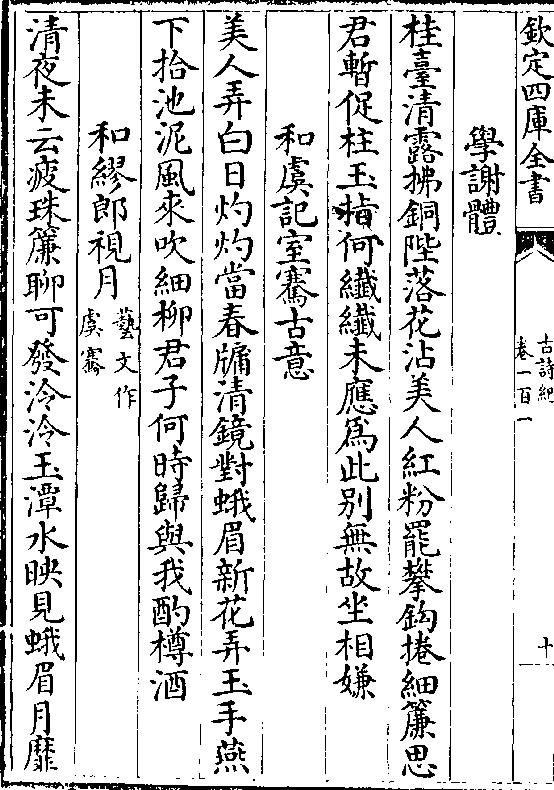 欽定四庫全書
古詩紀
卷一百一
十
學謝體
桂臺清露拂銅陛落花沾美人紅粉罷攀鈎捲細簾思
君暫促柱玉指何纖纖未應為此別無故坐相嫌
和虞記室騫古意
美人弄白日灼灼當春牖清鏡對蛾眉新花弄玉手燕
下拾池泥風來吹細柳君子何時歸與我酌樽酒
和繆郎視月
藝文作
虞騫
清夜未云疲珠簾聊可發泠泠玉潭水映見蛾眉月靡